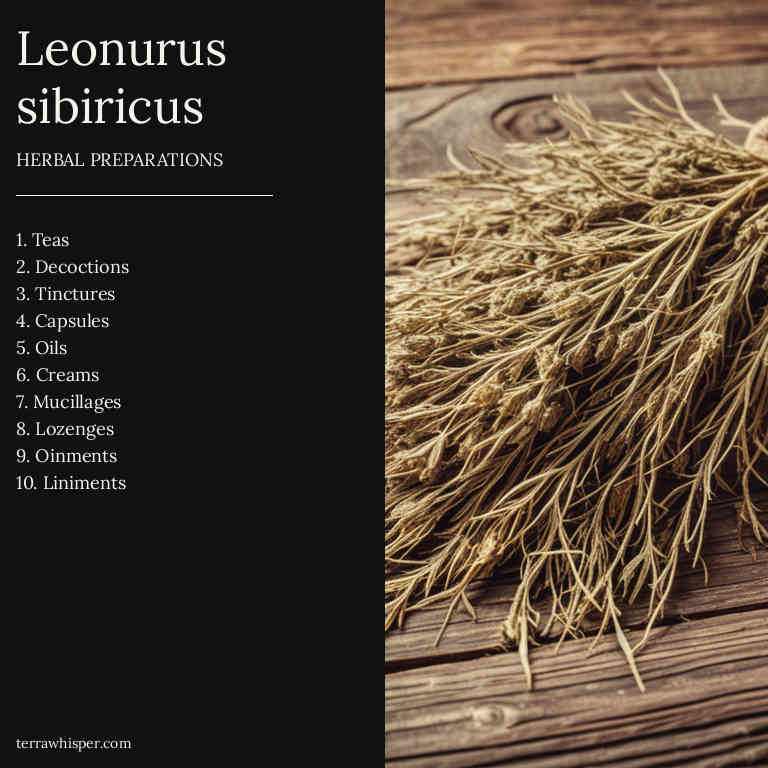 Leonurus
sibiricus
HERBAL PREPARATIONS
1. Teas
2. Decoctions
3. Tinctures
4. Capsules
5. Oils
6. Creams
7. Mucillages
8. Lozenges
9. Oinments
10. Liniments
terrawhisper.com